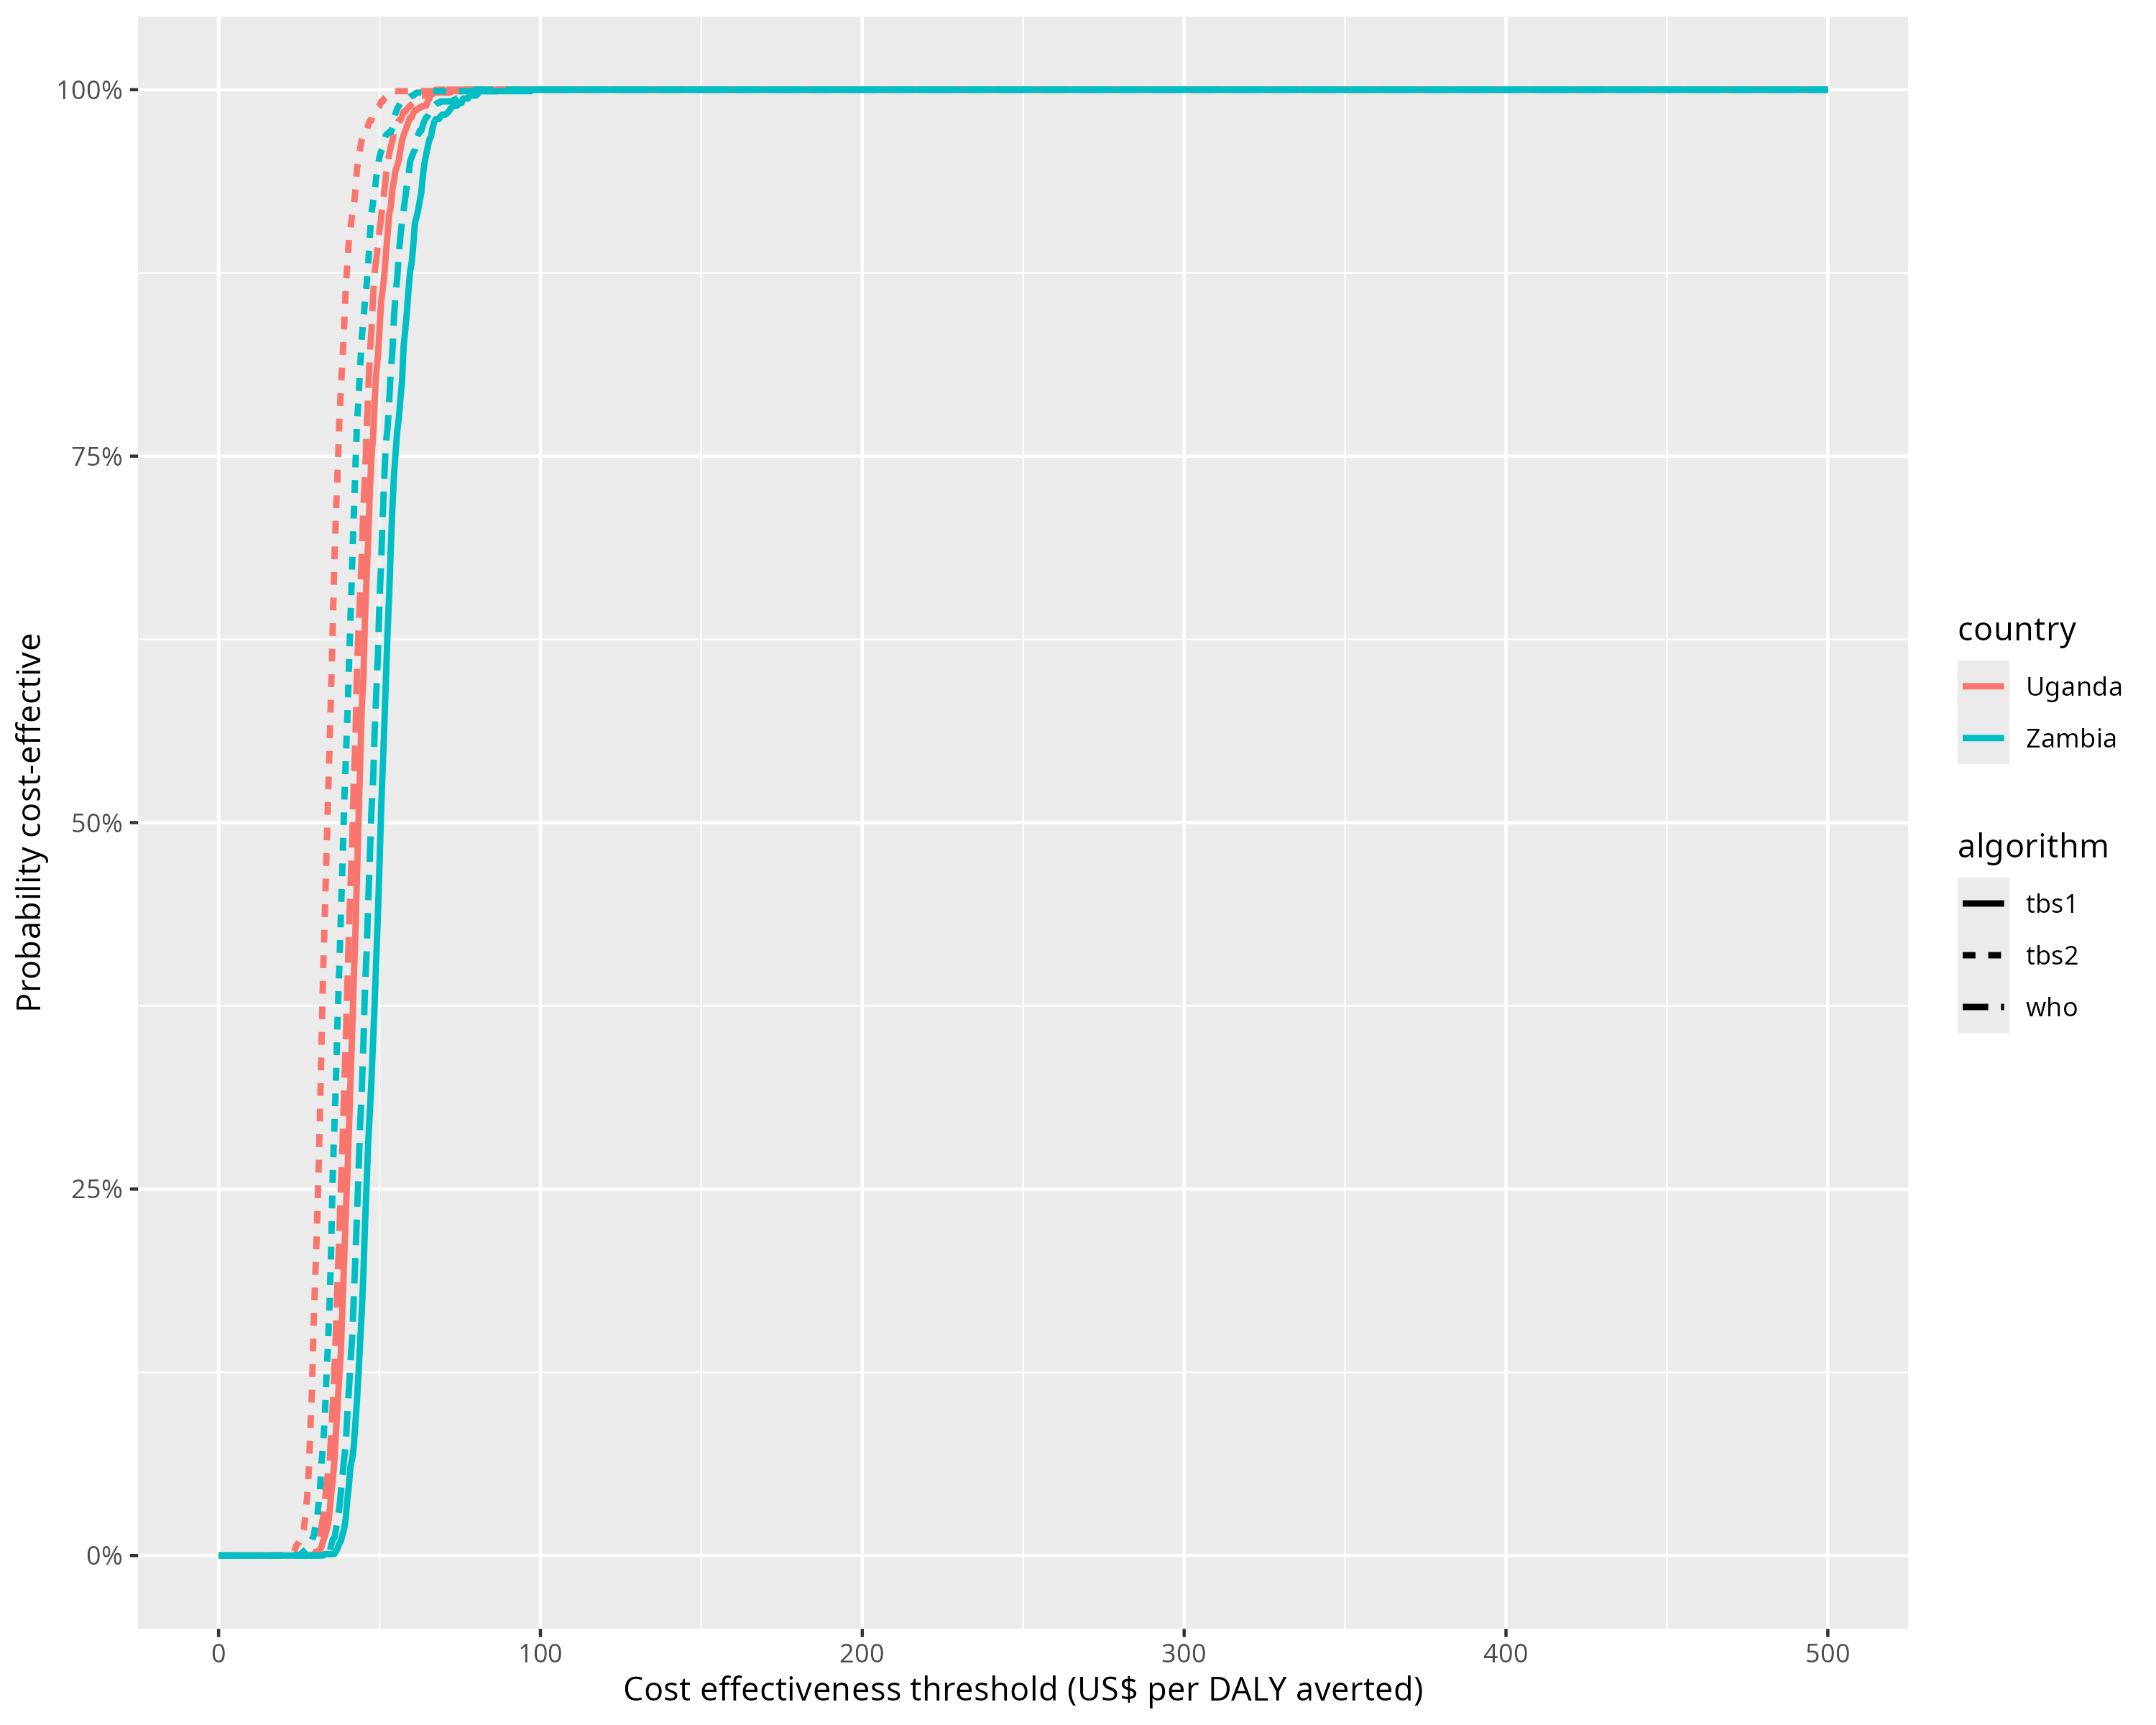 100%
75%
50%
25%
0%
Probability cost-effective
0 100 200 300 400 500
Cost effectiveness threshold (US$ per DALY averted)
country
Uganda
Zambia
algorithm
tbs1
tbs2
who